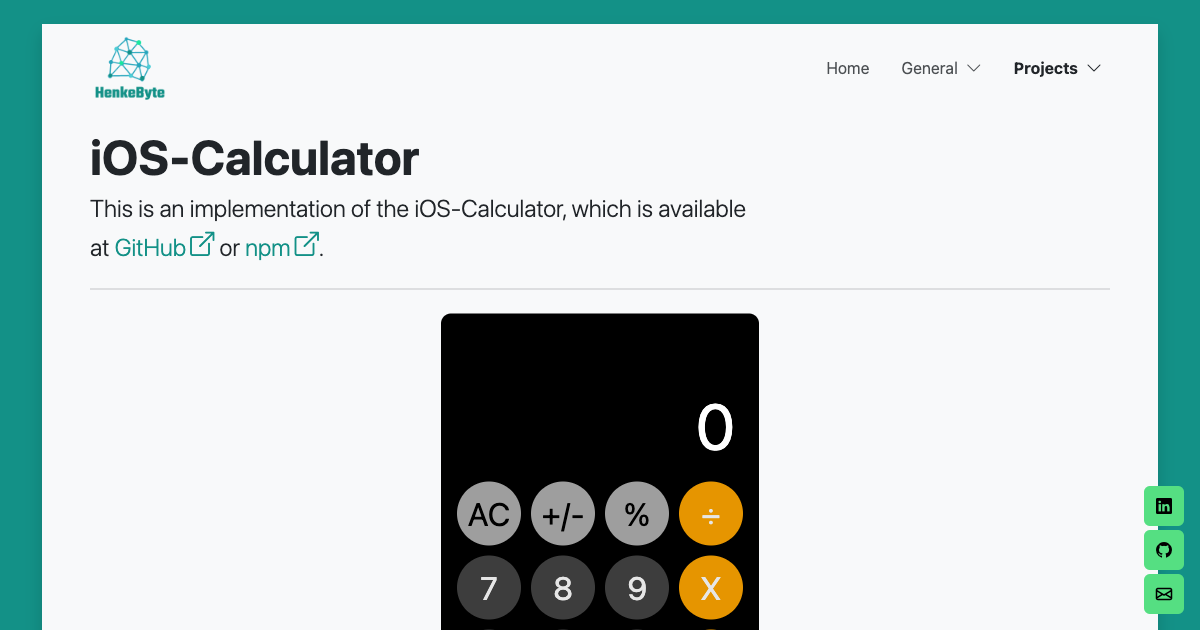 HenkeByte
Home General Projects
iOS-Calculator
This is an implementation of the iOS-Calculator, which is available
at GitHub or npm.
0
AC +/- % ÷
7 8 9 X
in